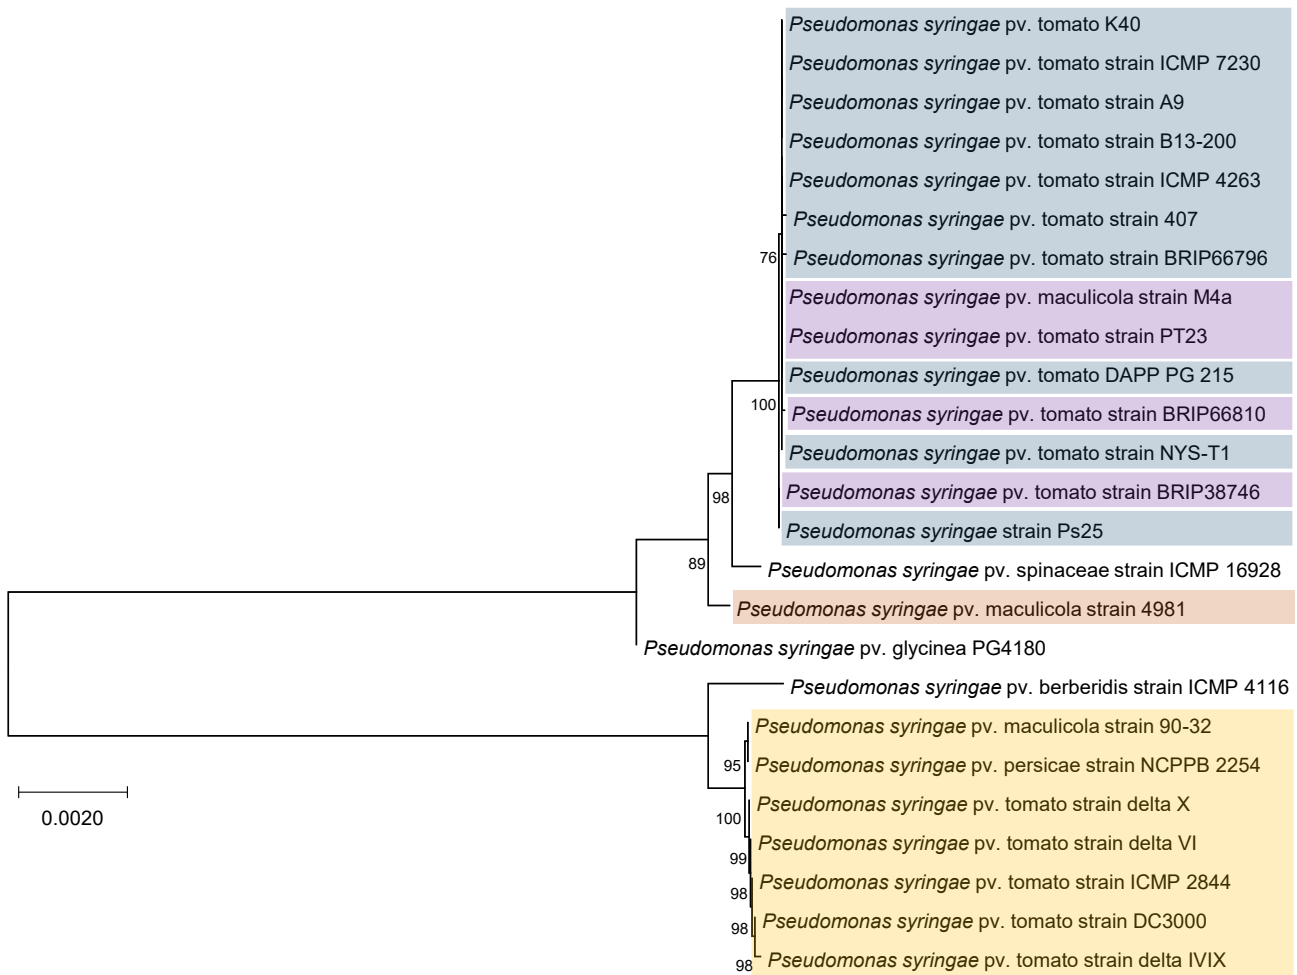 Pseudomonas syringae pv. tomato K40
Pseudomonas syringae pv. tomato strain ICMP 7230
Pseudomonas syringae pv. tomato strain A9
Pseudomonas syringae pv. tomato strain B13-200
Pseudomonas syringae pv. tomato strain ICMP 4263
Pseudomonas syringae pv. tomato strain 407
76
Pseudomonas syringae pv. tomato strain BRIP66796
Pseudomonas syringae pv. maculicola strain M4a
Pseudomonas syringae pv. tomato strain PT23
Pseudomonas syringae pv. tomato DAPP PG 215
100
Pseudomonas syringae pv. tomato strain BRIP66810
Pseudomonas syringae pv. tomato strain NYS-T1
98
Pseudomonas syringae pv. tomato strain BRIP38746
Pseudomonas syringae strain Ps25
89
Pseudomonas syringae pv. spinaceae strain ICMP 16928
Pseudomonas syringae pv. maculicola strain 4981
Pseudomonas syringae pv. glycinea PG4180
Pseudomonas syringae pv. berberidis strain ICMP 4116
Pseudomonas syringae pv. maculicola strain 90-32
95
Pseudomonas syringae pv. persicae strain NCPPB 2254
Pseudomonas syringae pv. tomato strain delta X
0.0020
100
Pseudomonas syringae pv. tomato strain delta VI
99
Pseudomonas syringae pv. tomato strain ICMP 2844
98
Pseudomonas syringae pv. tomato strain DC3000
98
Pseudomonas syringae pv. tomato strain delta IVIX
98